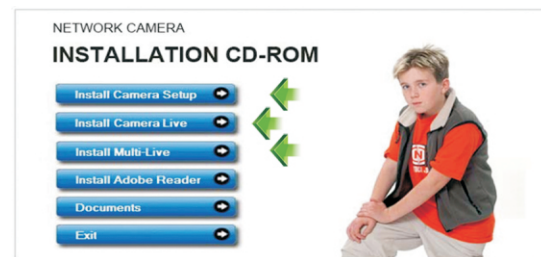 NETWORK CAMERA
INSTALLATION CD-ROM
Install Camera Setup
Install Camera Live
Install Multi-Live
Install Adobe Reader
Documents
Exit